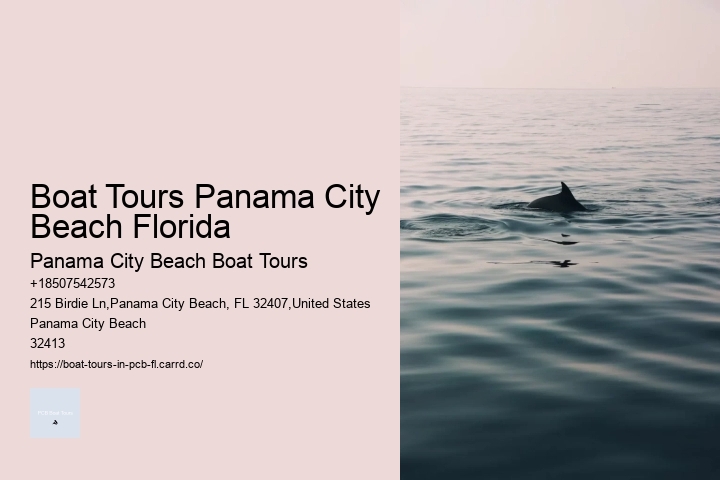 Boat Tours Panama City
Beach Florida
Panama City Beach Boat Tours
+18507542573
215 Birdie Ln,Panama City Beach, FL 32407,United States
Panama City Beach
32413
https://boat-tours-in-pcb-fl.carrd.co/